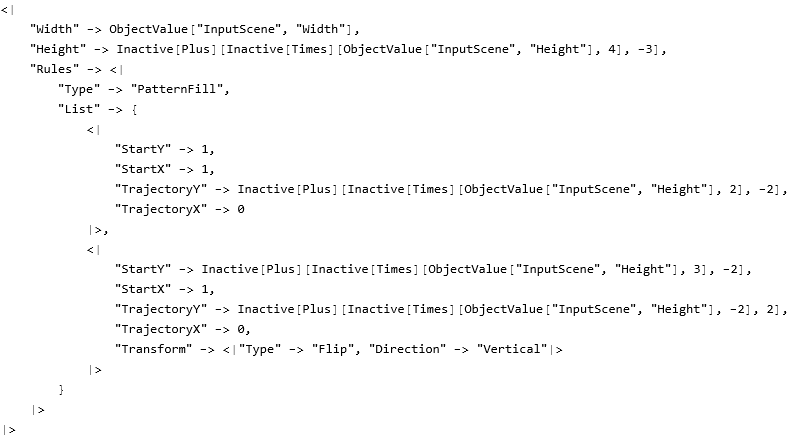 <|
"Width" -> ObjectValue["InputScene", "Width"],
"Height" -> Inactive[Plus][Inactive[Times][ObjectValue["InputScene", "Height"], 4], -3],
"Rules" -> <|
"Type" -> "PatternFill",
"List" -> {
<|
"StartY" -> 1,
"StartX" -> 1,
"TrajectoryY" -> Inactive[Plus][Inactive[Times][ObjectValue["InputScene", "Height"], 2], -2],
"TrajectoryX" -> 0
|>,
<|
"StartY" -> Inactive[Plus][Inactive[Times][ObjectValue["InputScene", "Height"], 3], -2],
"StartX" -> 1,
"TrajectoryY" -> Inactive[Plus][Inactive[Times][ObjectValue["InputScene", "Height"], -2], 2],
"TrajectoryX" -> 0,
"Transform" -> <|"Type" -> "Flip", "Direction" -> "Vertical"|>
|>
}
|>
|>